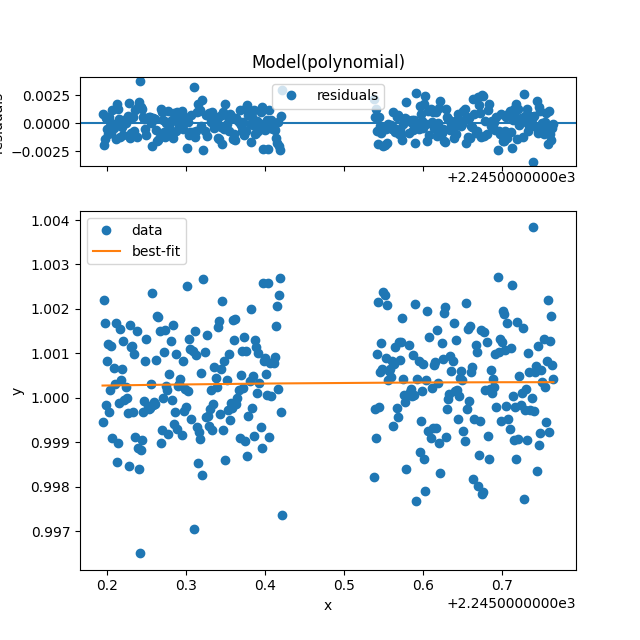 Model(polynomial)
0.0025
0.0000
−0.0025
residuals
+2.2450000000e3
1.004
1.003
1.002
1.001
1.000
0.999
0.998
0.997
y
data
best-fit
0.2 0.3 0.4 0.5 0.6 0.7
x
+2.2450000000e3